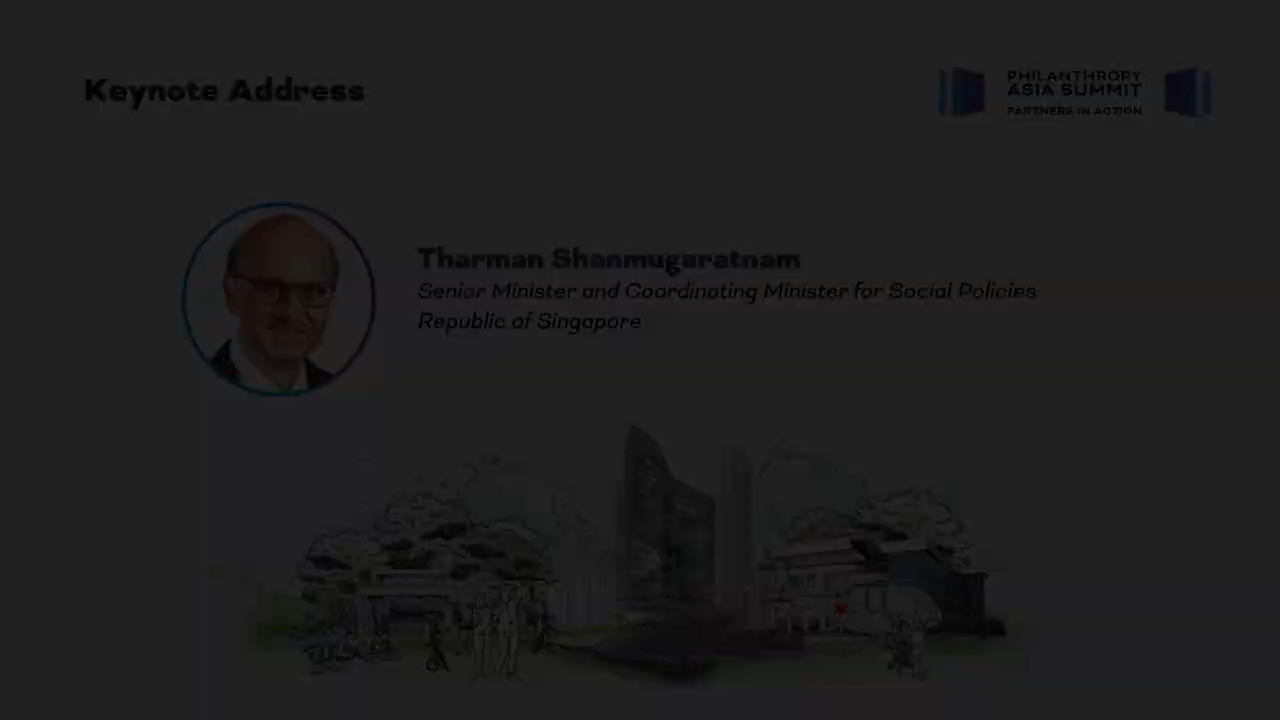 Keynote Address
PHILANTHROPY
ASIA SUMMIT
PARTNERS IN ACTION
Tharman Shanmugaratnam
Senior Minister and Coordinating Minister for Social Policies
Republic of Singapore